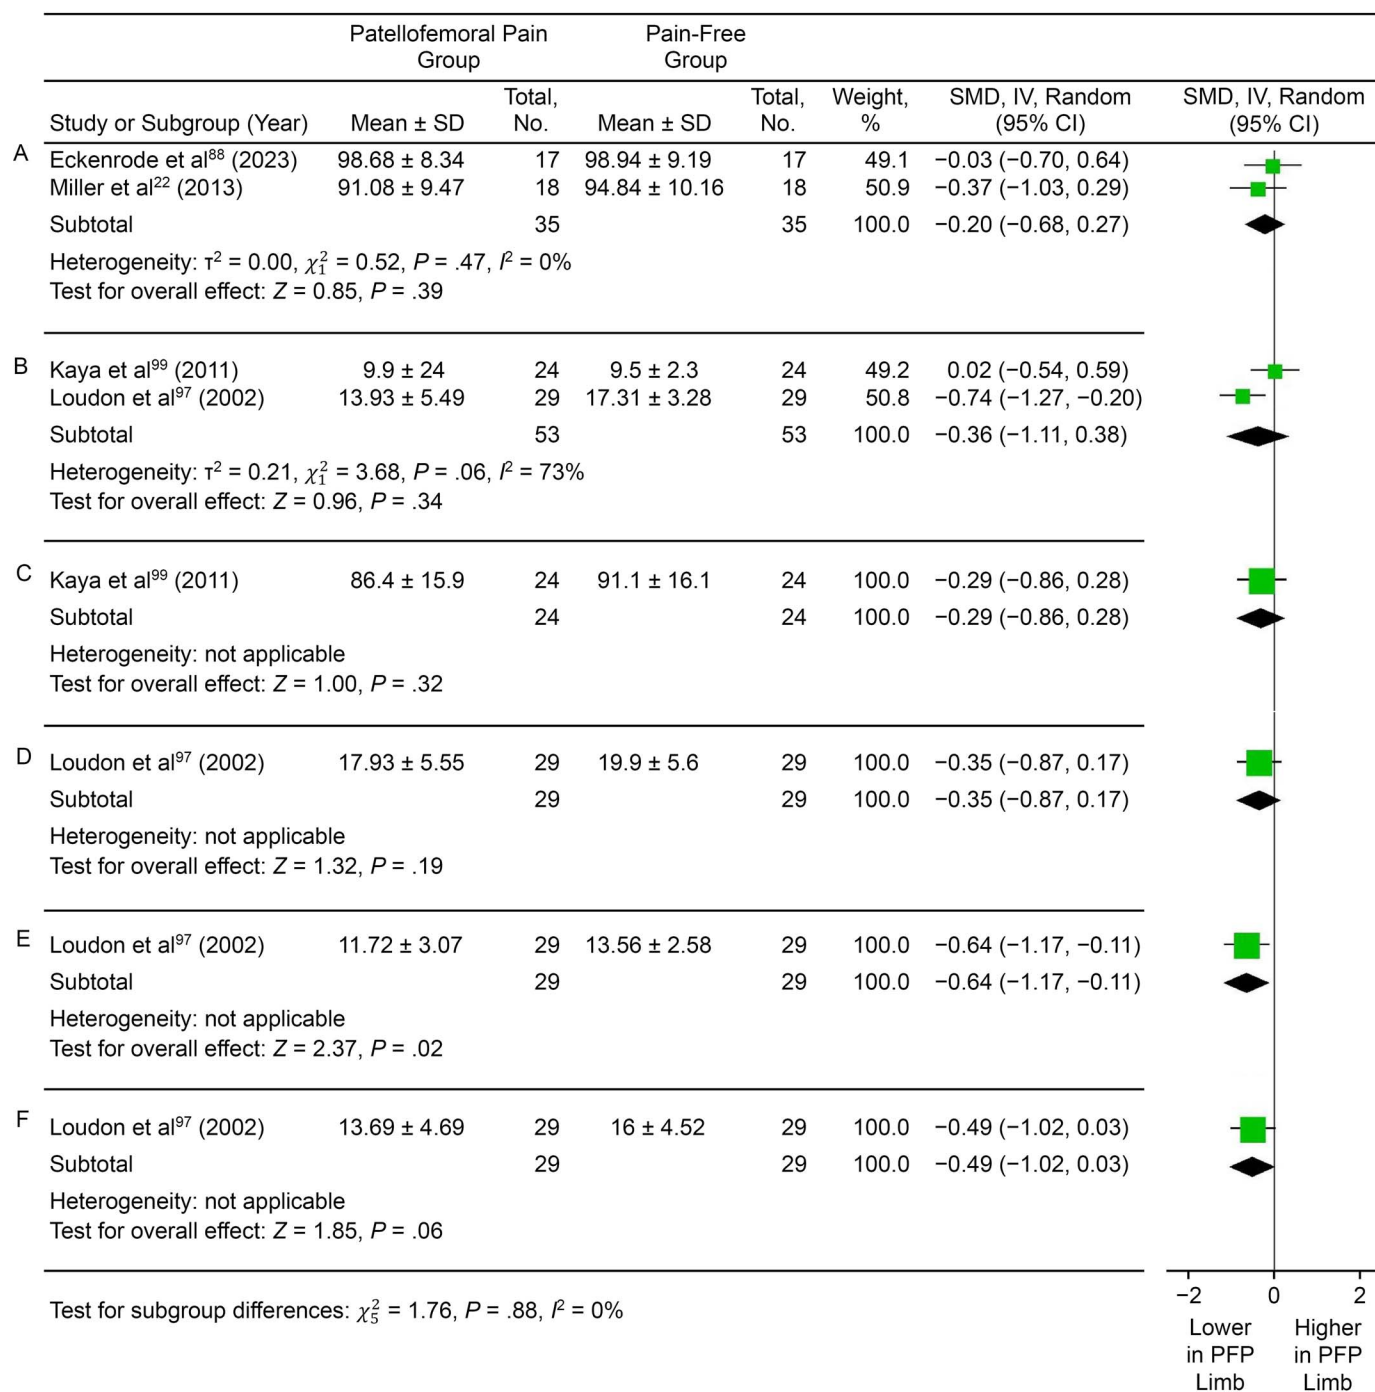 Patellofemoral Pain Group Pain-Free Group
Study or Subgroup (Year) Mean ± SD Total, No. Mean ± SD Total, No. Weight, % SMD, IV, Random (95% CI) SMD, IV, Random (95% CI)
A Eckenrode et al⁸⁸ (2023) 98.68 ± 8.34 17 98.94 ± 9.19 17 49.1 −0.03 (−0.70, 0.64)
Miller et al²² (2013) 91.08 ± 9.47 18 94.84 ± 10.16 18 50.9 −0.37 (−1.03, 0.29)
Subtotal 35 35 100.0 −0.20 (−0.68, 0.27)
Heterogeneity: τ² = 0.00, χ₁² = 0.52, P = .47, I² = 0%
Test for overall effect: Z = 0.85, P = .39
B Kaya et al⁹⁹ (2011) 9.9 ± 24 24 9.5 ± 2.3 24 49.2 0.02 (−0.54, 0.59)
Loudon et al⁹⁷ (2002) 13.93 ± 5.49 29 17.31 ± 3.28 29 50.8 −0.74 (−1.27, −0.20)
Subtotal 53 53 100.0 −0.36 (−1.11, 0.38)
Heterogeneity: τ² = 0.21, χ₁² = 3.68, P = .06, I² = 73%
Test for overall effect: Z = 0.96, P = .34
C Kaya et al⁹⁹ (2011) 86.4 ± 15.9 24 91.1 ± 16.1 24 100.0 −0.29 (−0.86, 0.28)
Subtotal 24 24 100.0 −0.29 (−0.86, 0.28)
Heterogeneity: not applicable
Test for overall effect: Z = 1.00, P = .32
D Loudon et al⁹⁷ (2002) 17.93 ± 5.55 29 19.9 ± 5.6 29 100.0 −0.35 (−0.87, 0.17)
Subtotal 29 29 100.0 −0.35 (−0.87, 0.17)
Heterogeneity: not applicable
Test for overall effect: Z = 1.32, P = .19
E Loudon et al⁹⁷ (2002) 11.72 ± 3.07 29 13.56 ± 2.58 29 100.0 −0.64 (−1.17, −0.11)
Subtotal 29 29 100.0 −0.64 (−1.17, −0.11)
Heterogeneity: not applicable
Test for overall effect: Z = 2.37, P = .02
F Loudon et al⁹⁷ (2002) 13.69 ± 4.69 29 16 ± 4.52 29 100.0 −0.49 (−1.02, 0.03)
Subtotal 29 29 100.0 −0.49 (−1.02, 0.03)
Heterogeneity: not applicable
Test for overall effect: Z = 1.85, P = .06
Test for subgroup differences: χ₅² = 1.76, P = .88, I² = 0%
−2 0 2
Lower in PFP Limb
Higher in PFP Limb